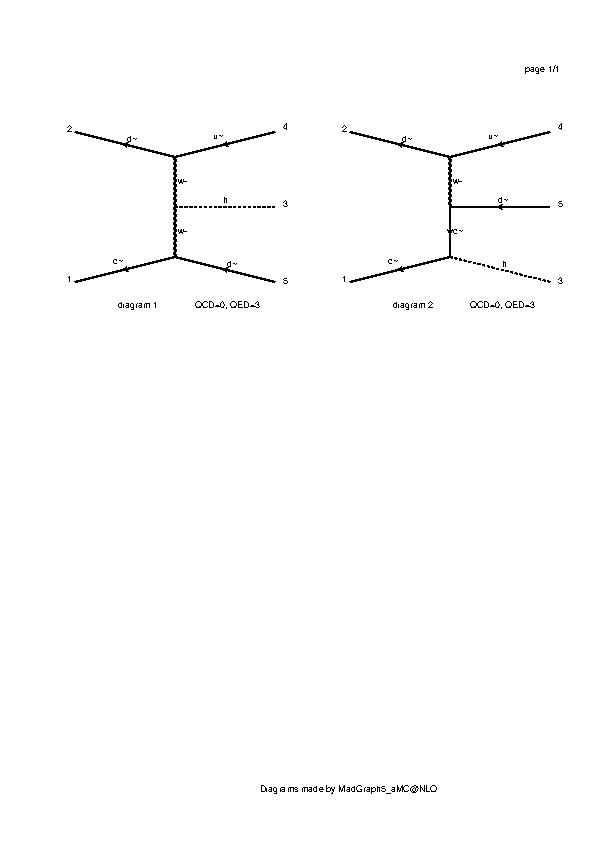 page 1/1
2 d~ u~ 4
w-
h 3
w-
c~ d~
1 5
diagram 1 QCD=0, QED=3
2 d~ u~ 4
w-
d~ 5
c~
c~ h
1 3
diagram 2 QCD=0, QED=3
Diagrams made by MadGraph5_aMC@NLO